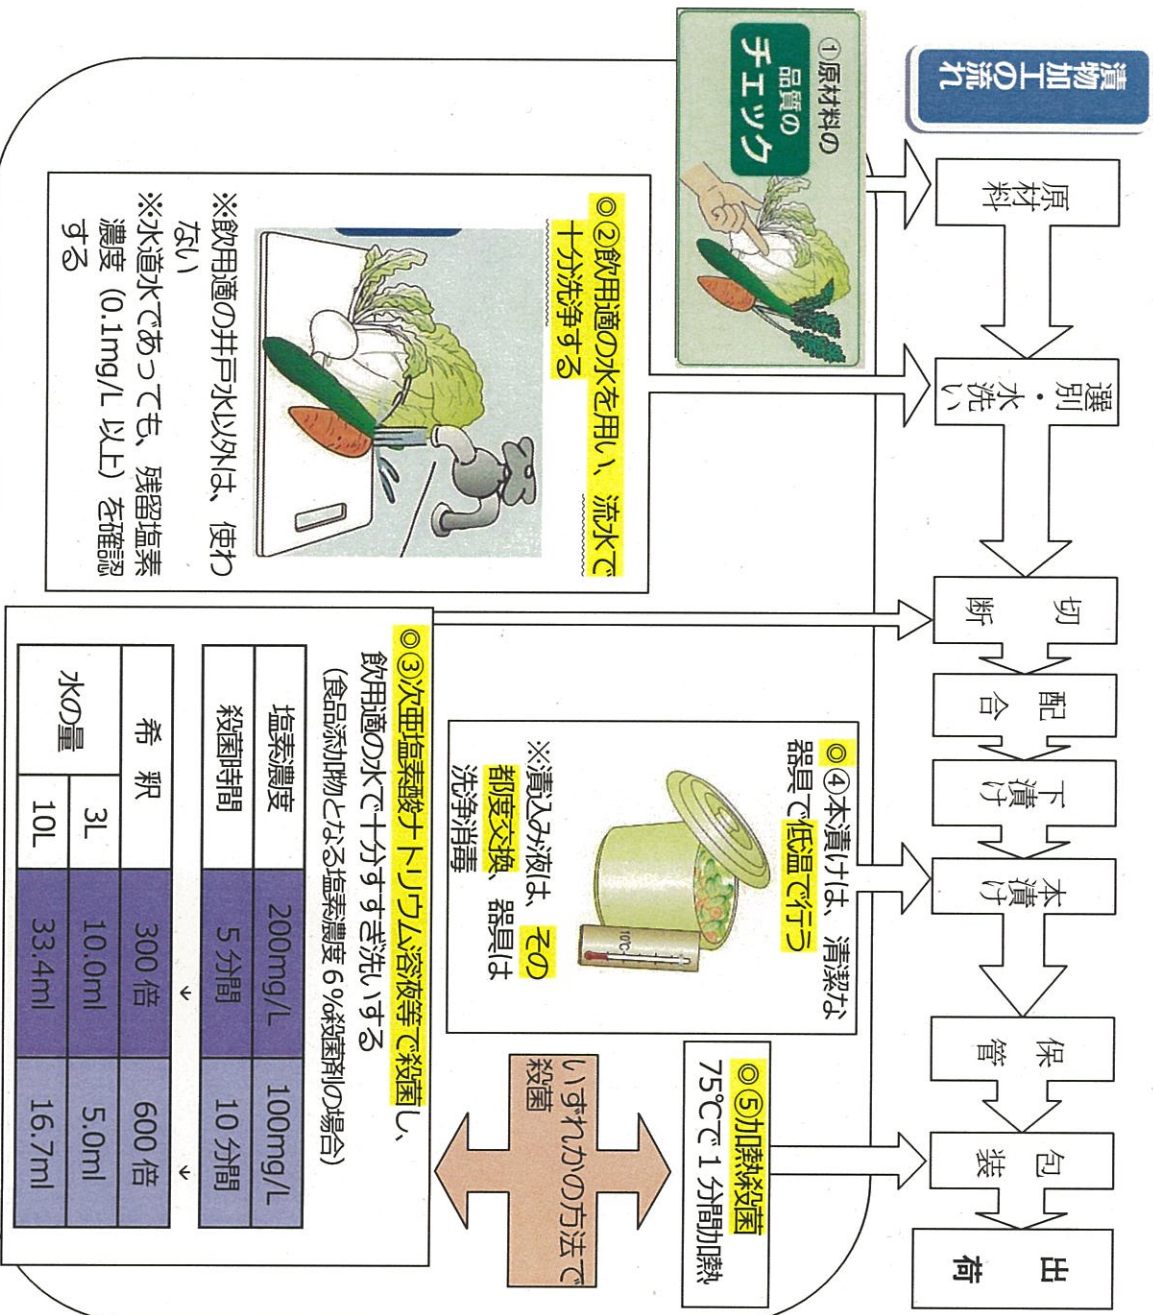 漬物加工の流れ
原材料
選別・水洗い
切断
配合
下漬け
本漬け
保管
包装
出荷
①原材料の
品質の
チェック
◎②飲用適の水を用い、流水で
十分洗浄する
※飲用適の井戸水以外は、使わ
ない
※水道水であっても、残留塩素
濃度（0.1mg/L 以上）を確認
する
◎④本漬けは、清潔な
器具で低温で行う
10℃
※漬込み液は、その
都度交換、器具は
洗浄消毒
◎⑤加熱殺菌
75℃で1分間加熱
いずれかの方法で
殺菌
◎③次亜塩素酸ナトリウム溶液等で殺菌し、
飲用適の水で十分すすぎ洗いする
(食品添加物となる塩素濃度6%殺菌剤の場合)
塩素濃度 200mg/L 100mg/L
殺菌時間 5分間 10分間
↓ ↓
希釈 300倍 600倍
水の量 3L 10.0ml 5.0ml
10L 33.4ml 16.7ml